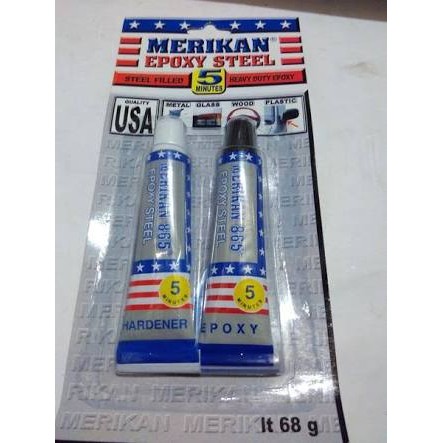 MERIKAN®
EPOXY STEEL
STEEL FILLED 5 MINUTES HEAVY DUTY EPOXY
QUALITY USA
METAL GLASS WOOD PLASTIC
MERIKAN 865
EPOXY STEEL
5 MINUTES
HARDENER
MERIKAN 865
EPOXY STEEL
5 MINUTES
EPOXY
MERIKAN
RIKAN
MERIKAN
lt 68 g